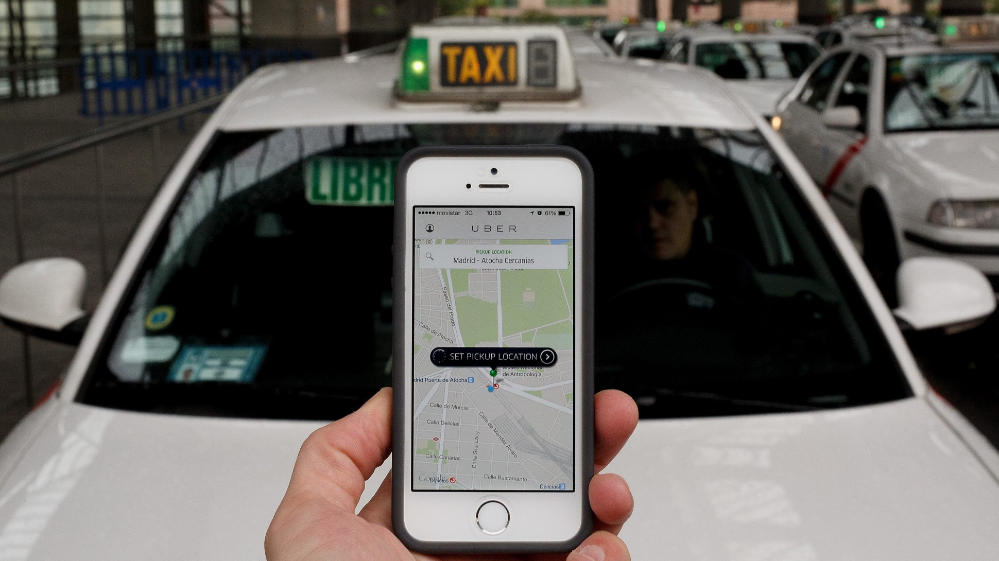 TAXI
LIBR
movistar 3G 10:53 61%
UBER
PICKUP LOCATION
Madrid - Atocha Cercanias
Paseo del Prado
Calle de Atocha
SET PICKUP LOCATION
Museo Nacional
de Antropología
drid Puerta de Atocha
Calle de Murcia
Calle Delicias
Calle de Méndez Álvaro
Calle Gral Lacy
Calle Canarias
Calle Bustamante
Google
Delicias
Delicias